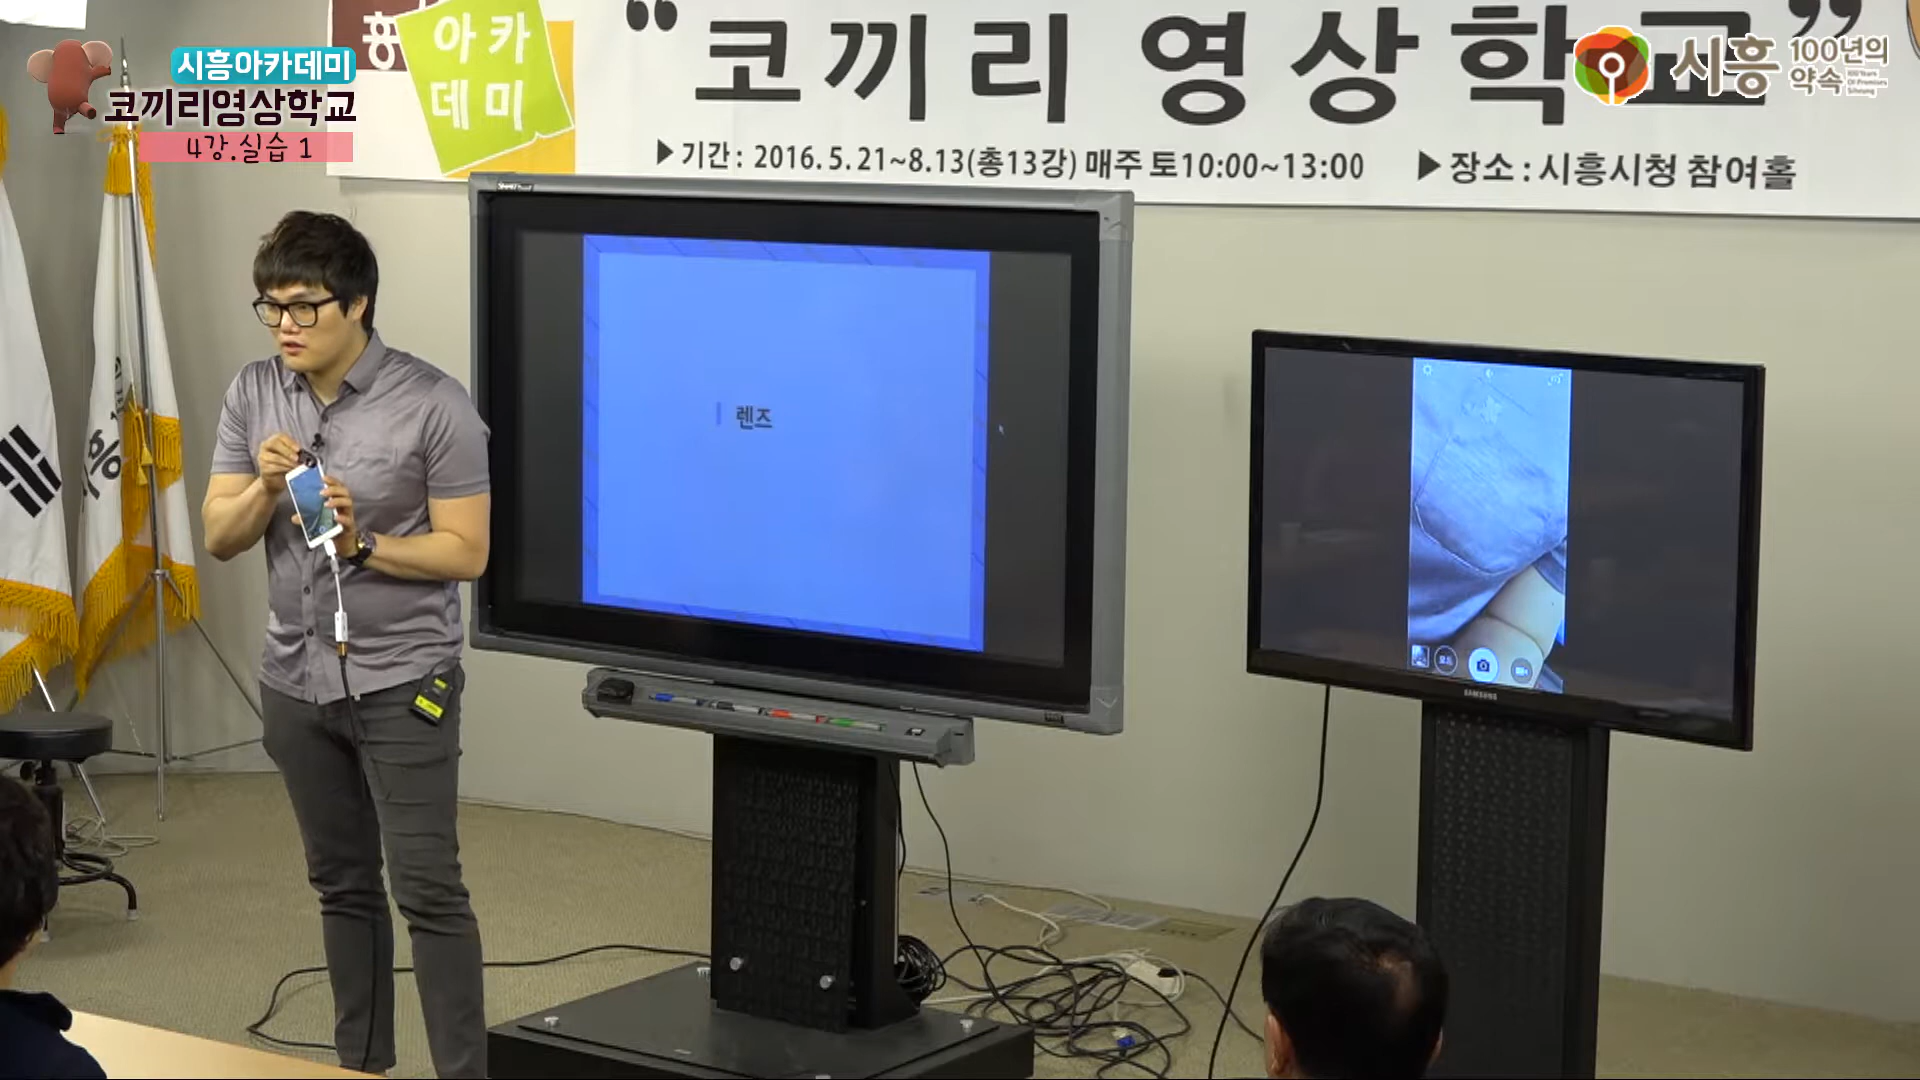 시흥아카데미
코끼리영상학교
4강.실습 1
흥
아카
데미
“코끼리 영상학교”
▶기간 : 2016.5.21~8.13(총13강) 매주 토10:00~13:00
▶장소 : 시흥시청 참여홀
시흥 100년의
약속
렌즈
모드
SAMSUNG